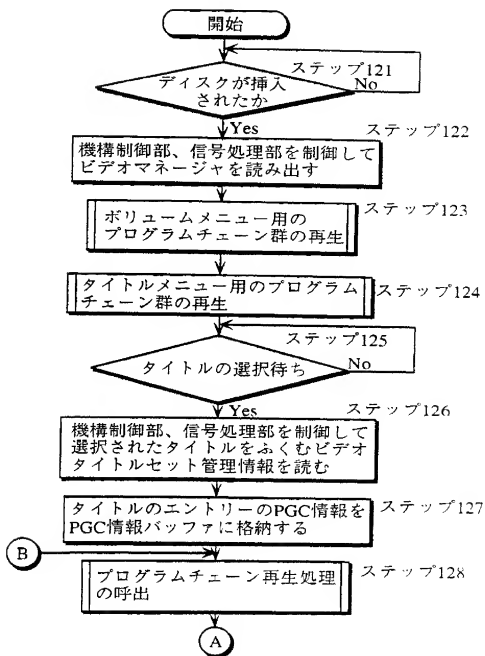 開始
ステップ121
ディスクが挿入
されたか
No
Yes
ステップ122
機構制御部、信号処理部を制御して
ビデオマネージャを読み出す
ステップ123
ボリュームメニュー用の
プログラムチェーン群の再生
タイトルメニュー用のプログラム
チェーン群の再生
ステップ124
ステップ125
タイトルの選択待ち
No
Yes
ステップ126
機構制御部、信号処理部を制御して
選択されたタイトルをふくむビデオ
タイトルセット管理情報を読む
タイトルのエントリーのPGC情報を
PGC情報バッファに格納する
ステップ127
B
プログラムチェーン再生処理
の呼出
ステップ128
A